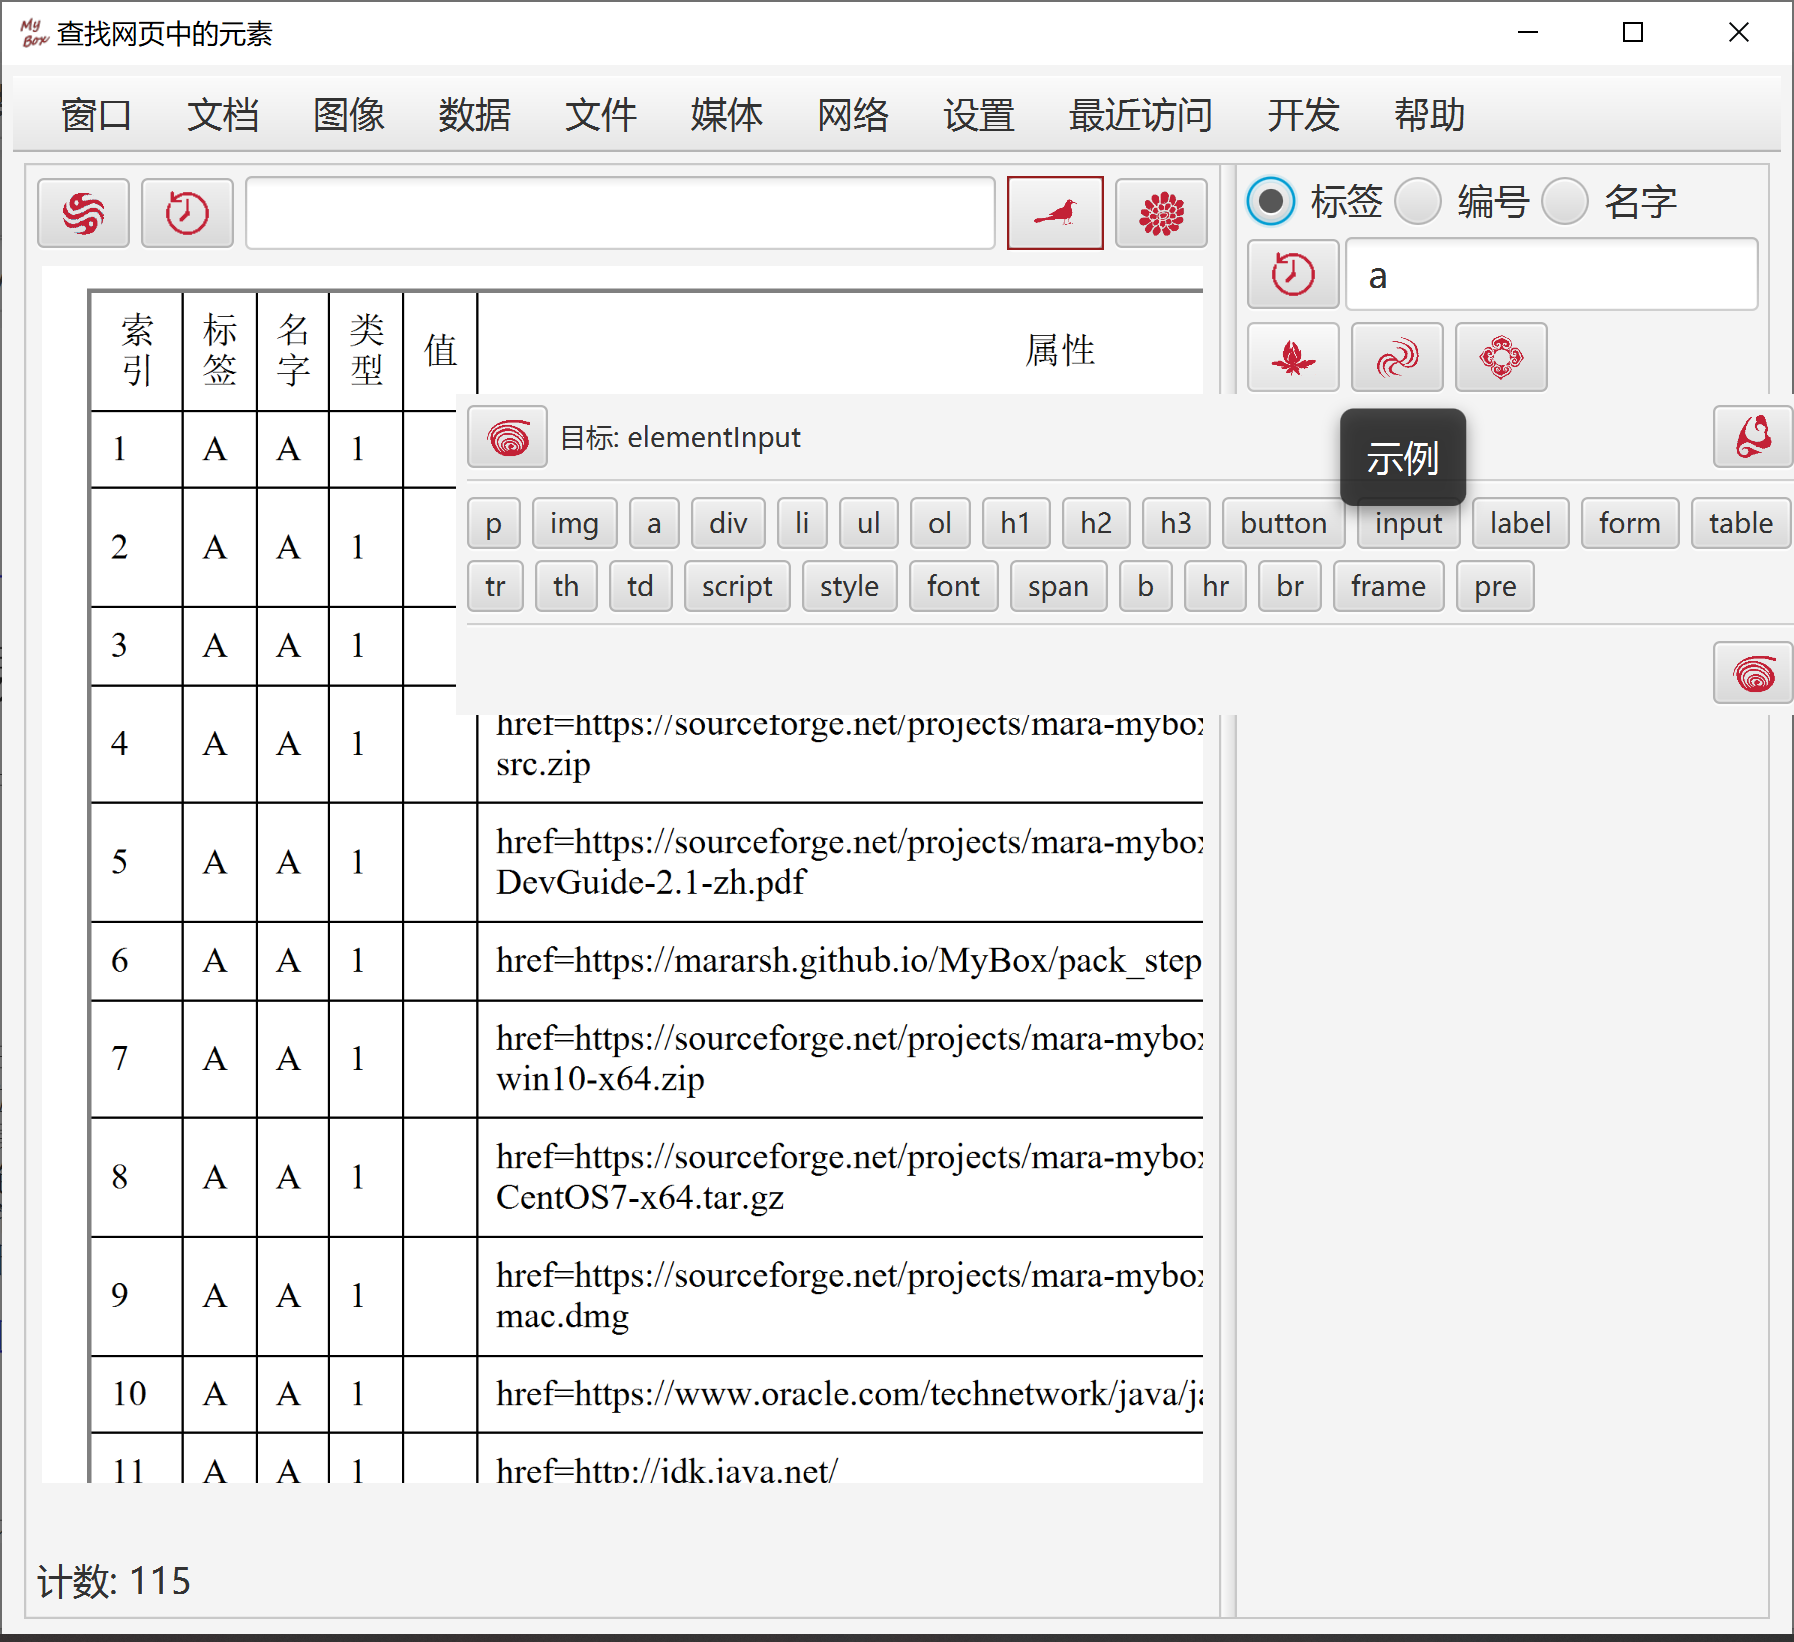 My Box 查找网页中的元素
窗口 文档 图像 数据 文件 媒体 网络 设置 最近访问 开发 帮助
标签 编号 名字
a
索引 标签 名字 类型 值 属性
目标: elementInput
示例
p img a div li ul ol h1 h2 h3 button input label form table
tr th td script style font span b hr br frame pre
1 A A 1
2 A A 1
3 A A 1
4 A A 1 href=https://sourceforge.net/projects/mara-mybox
src.zip
5 A A 1 href=https://sourceforge.net/projects/mara-mybox
DevGuide-2.1-zh.pdf
6 A A 1 href=https://mararsh.github.io/MyBox/pack_step
7 A A 1 href=https://sourceforge.net/projects/mara-mybox
win10-x64.zip
8 A A 1 href=https://sourceforge.net/projects/mara-mybox
CentOS7-x64.tar.gz
9 A A 1 href=https://sourceforge.net/projects/mara-mybox
mac.dmg
10 A A 1 href=https://www.oracle.com/technetwork/java/ja
11 A A 1 href=http://jdk.java.net/
计数: 115